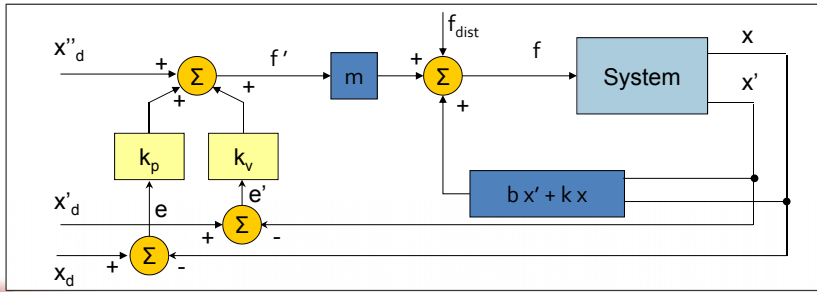 x''d
+
Σ
+
+
f'
m
+
Σ
+
fdist
f
System
x
x'
kp
kv
b x' + k x
e
e'
x'd
+
Σ
-
xd
+
Σ
-